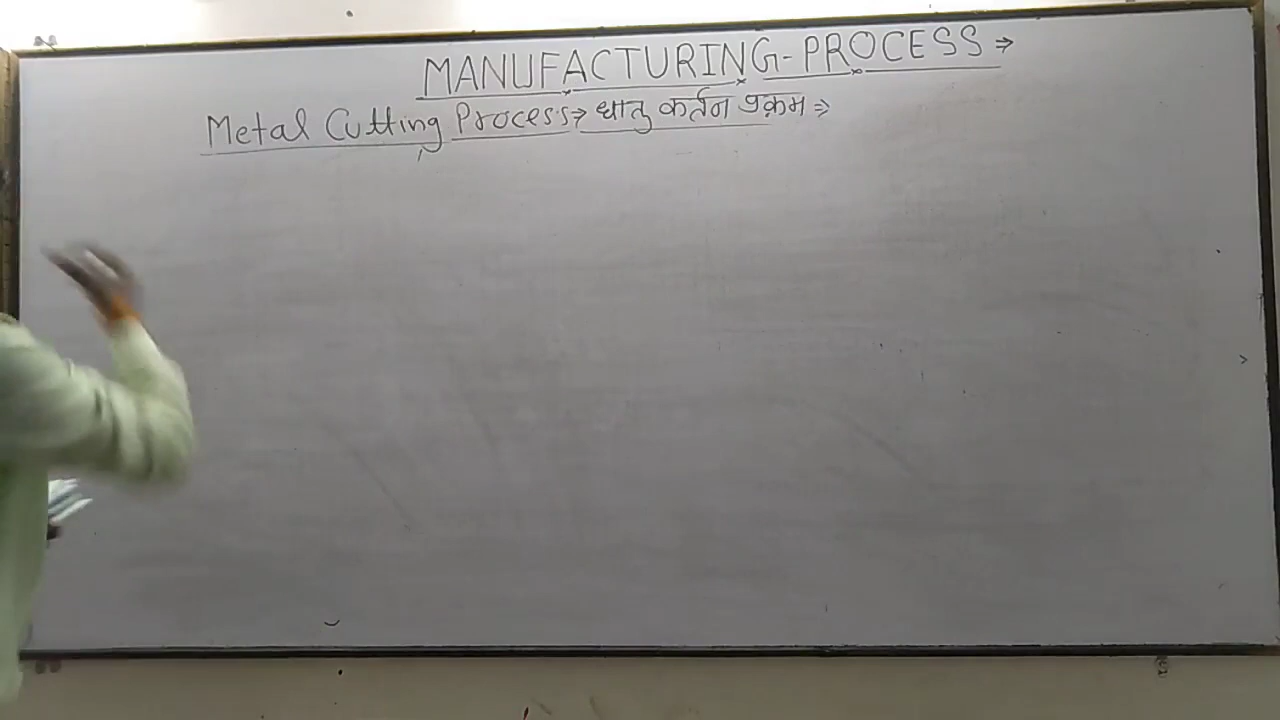 MANUFACTURING-PROCESS ⇒
Metal Cutting Process ⇒ धातु कर्तन प्रक्रम ⇒